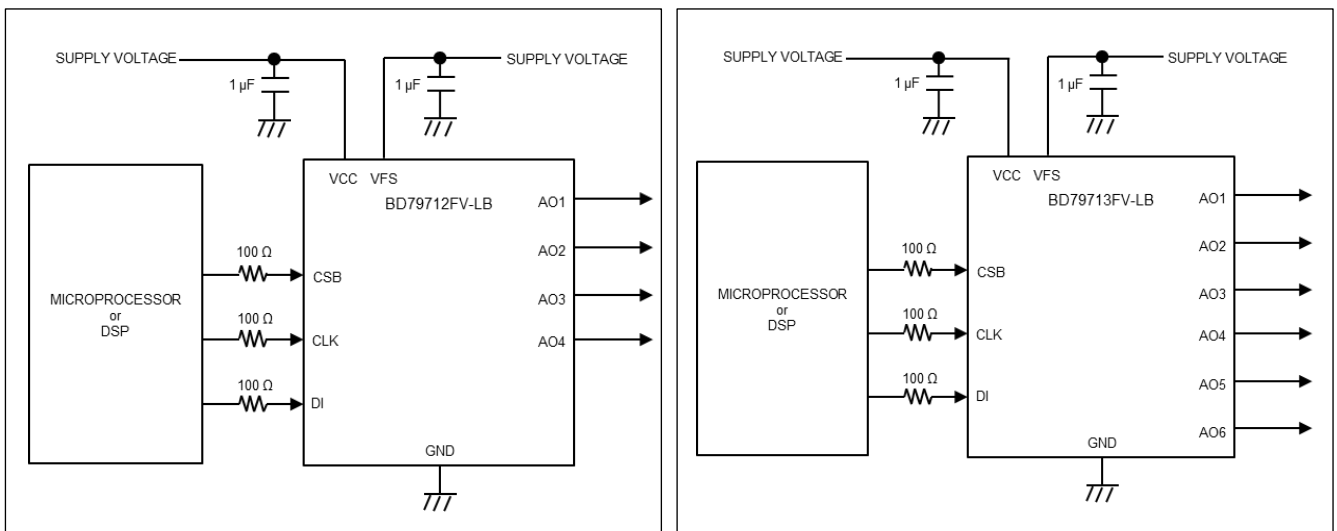 SUPPLY VOLTAGE
SUPPLY VOLTAGE
1 µF
1 µF
VCC
VFS
BD79712FV-LB
AO1
AO2
AO3
AO4
100 Ω
CSB
100 Ω
CLK
100 Ω
DI
MICROPROCESSOR
or
DSP
GND
SUPPLY VOLTAGE
SUPPLY VOLTAGE
1 µF
1 µF
VCC
VFS
BD79713FV-LB
AO1
AO2
AO3
AO4
AO5
AO6
100 Ω
CSB
100 Ω
CLK
100 Ω
DI
MICROPROCESSOR
or
DSP
GND